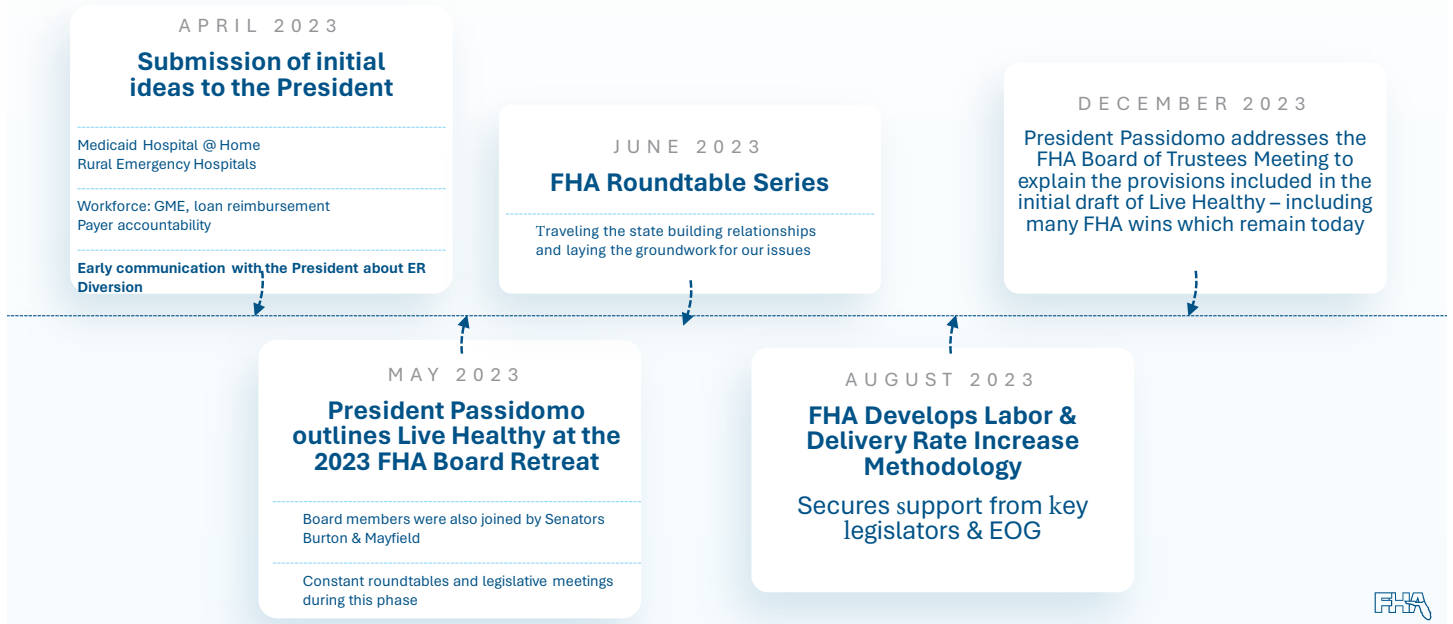 APRIL 2023
Submission of initial
ideas to the President
Medicaid Hospital @ Home
Rural Emergency Hospitals
Workforce: GME, loan reimbursement
Payer accountability
Early communication with the President about ER
Diversion
MAY 2023
President Passidomo
outlines Live Healthy at the
2023 FHA Board Retreat
Board members were also joined by Senators
Burton & Mayfield
Constant roundtables and legislative meetings
during this phase
JUNE 2023
FHA Roundtable Series
Traveling the state building relationships
and laying the groundwork for our issues
AUGUST 2023
FHA Develops Labor &
Delivery Rate Increase
Methodology
Secures support from key
legislators & EOG
DECEMBER 2023
President Passidomo addresses the
FHA Board of Trustees Meeting to
explain the provisions included in the
initial draft of Live Healthy – including
many FHA wins which remain today
FHA